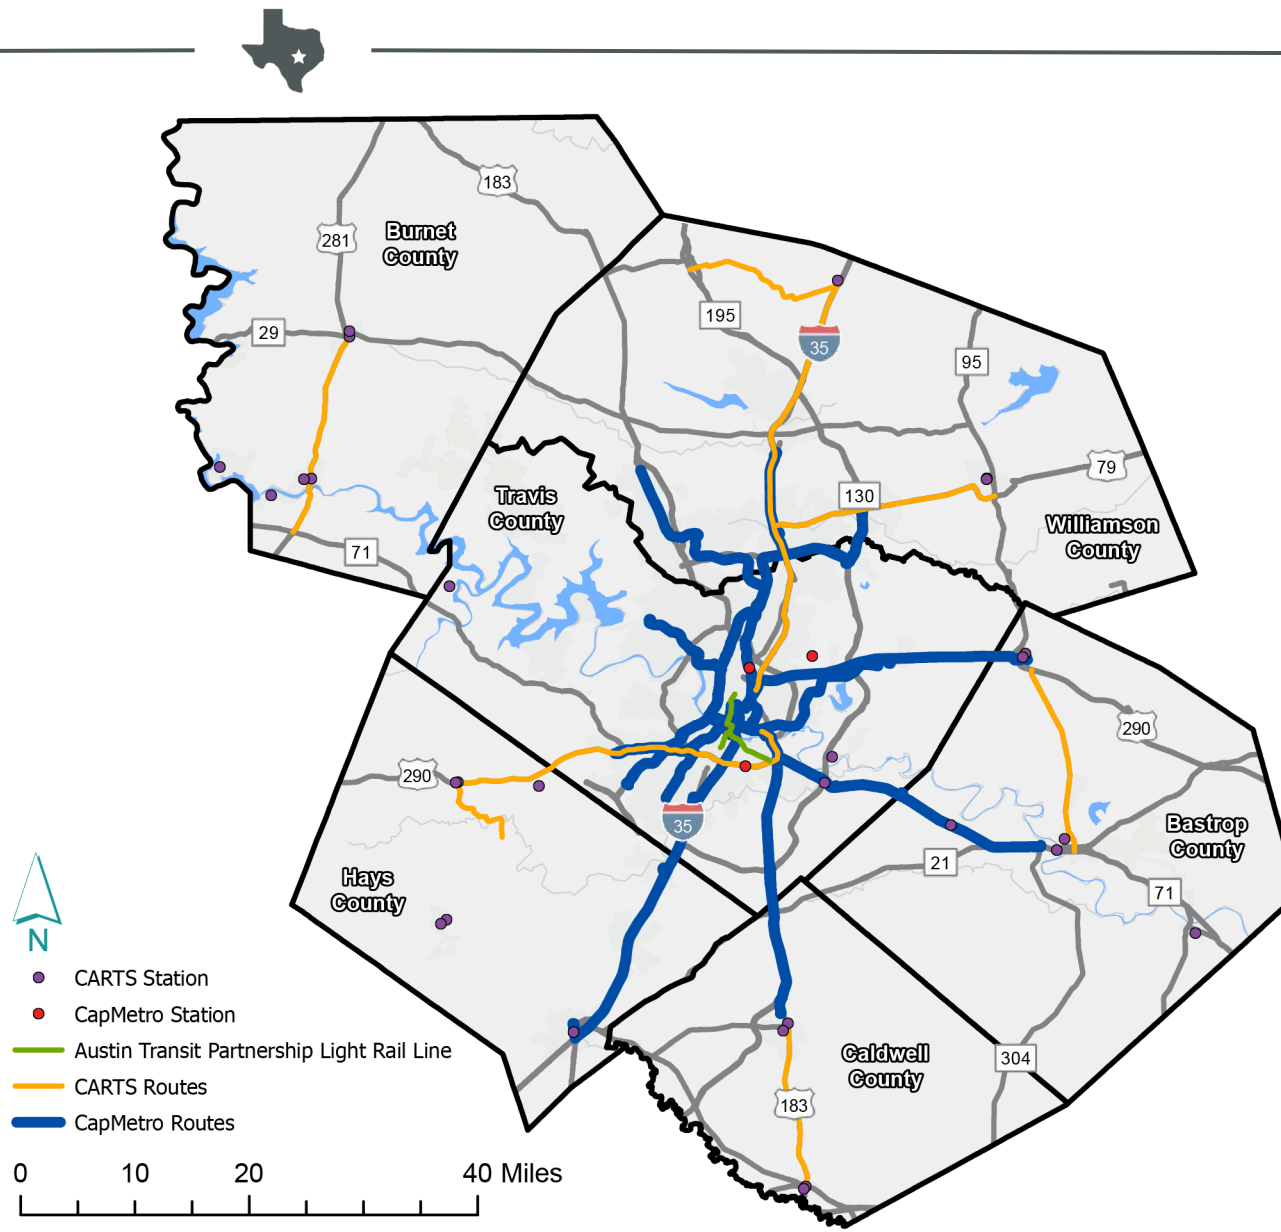 183
Burnet
County
281
195
29
35
95
79
130
Travis
County
Williamson
County
71
290
290
35
Bastrop
County
21
Hays
County
71
N
CARTS Station
CapMetro Station
Austin Transit Partnership Light Rail Line
CARTS Routes
CapMetro Routes
Caldwell
County
304
183
0 10 20 40 Miles